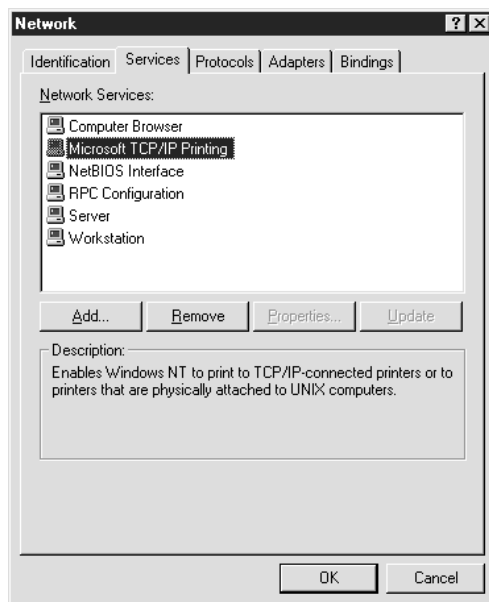 Network
Identification Services Protocols Adapters Bindings
Network Services:
Computer Browser
Microsoft TCP/IP Printing
NetBIOS Interface
RPC Configuration
Server
Workstation
Add... Remove Properties... Update
Description:
Enables Windows NT to print to TCP/IP-connected printers or to
printers that are physically attached to UNIX computers.
OK Cancel